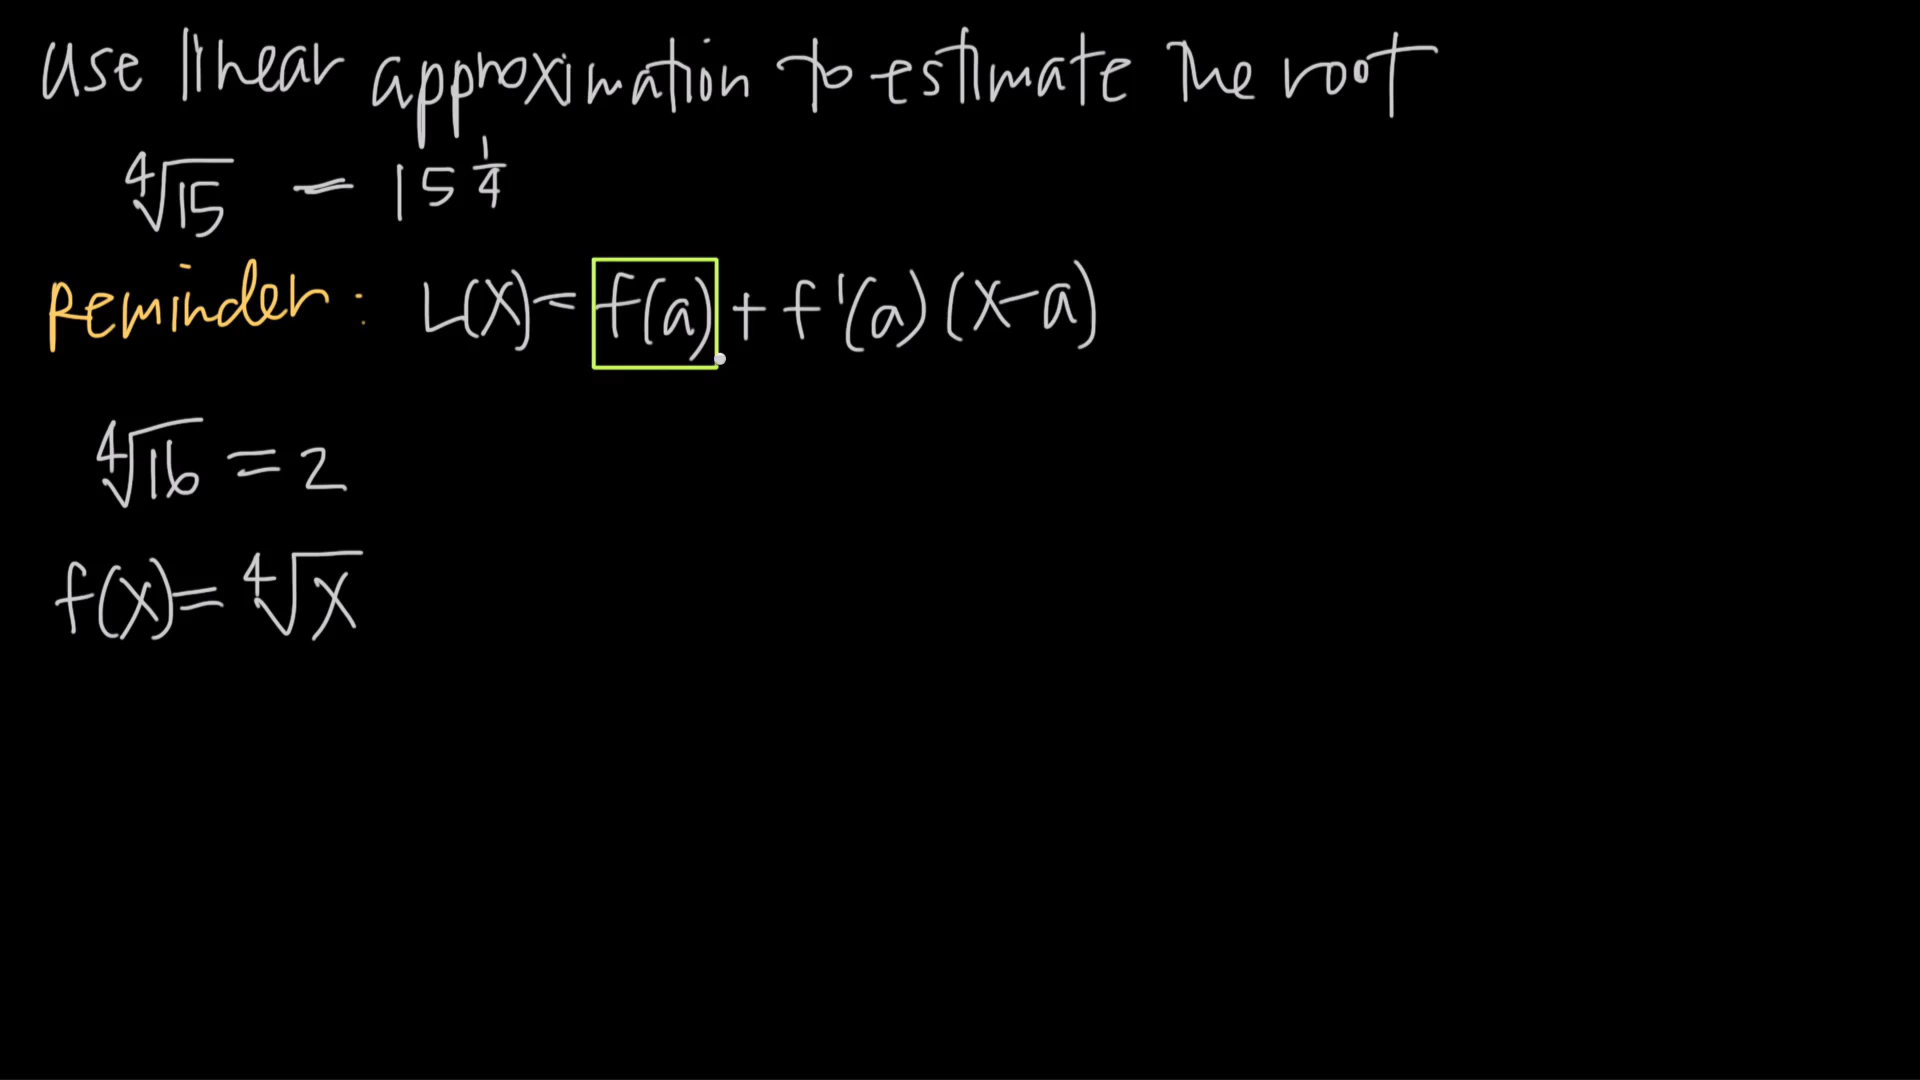 use linear approximation to estimate the root
∜15 = 15^(1/4)
Reminder: L(x) = f(a) + f'(a)(x-a)
∜16 = 2
f(x) = ∜x